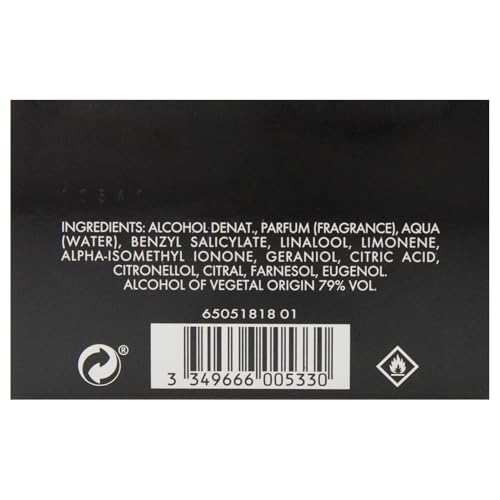 INGREDIENTS: ALCOHOL DENAT., PARFUM (FRAGRANCE), AQUA
(WATER), BENZYL SALICYLATE, LINALOOL, LIMONENE,
ALPHA-ISOMETHYL IONONE, GERANIOL, CITRIC ACID,
CITRONELLOL, CITRAL, FARNESOL, EUGENOL.
ALCOHOL OF VEGETAL ORIGIN 79% VOL.
65051818 01
®
3 349666 005330